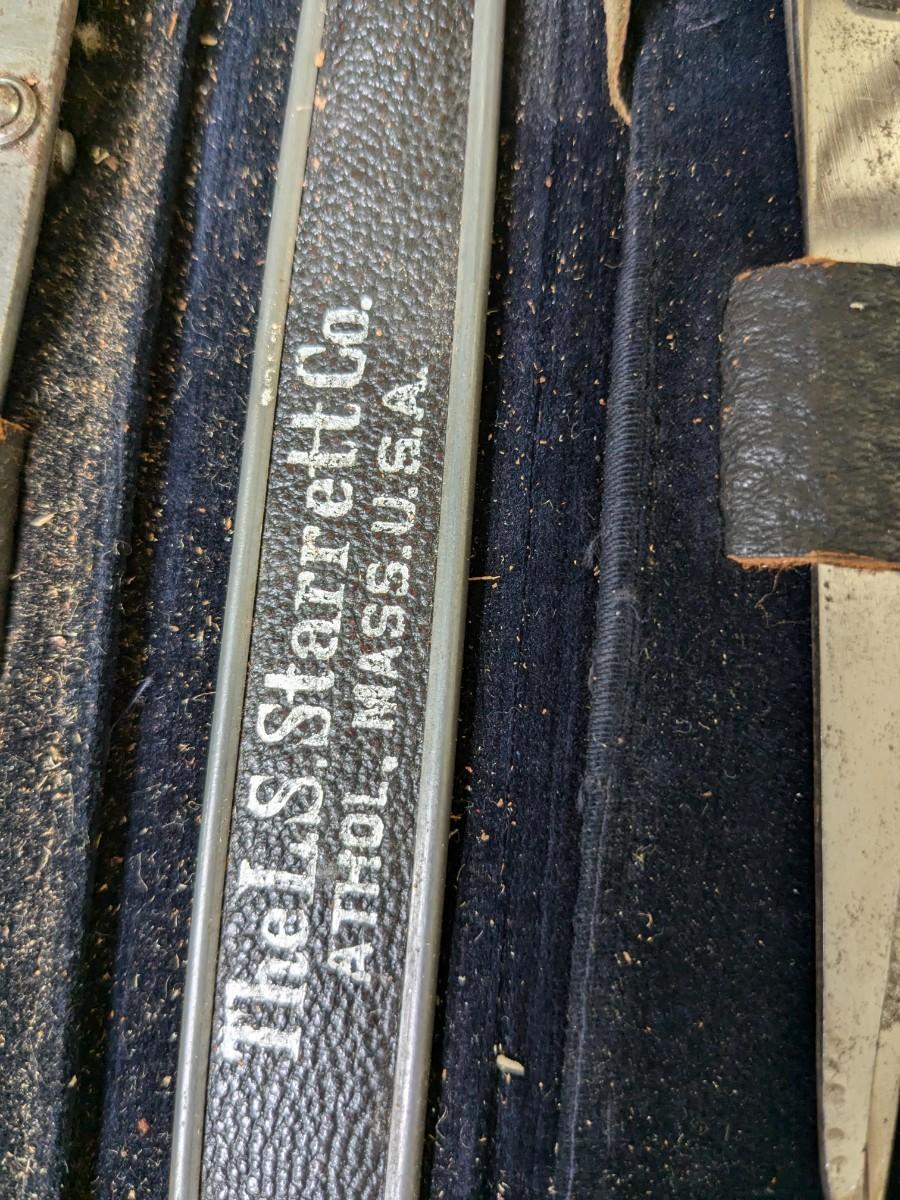 The L.S. Starrett Co.
ATHOL. MASS. U.S.A.